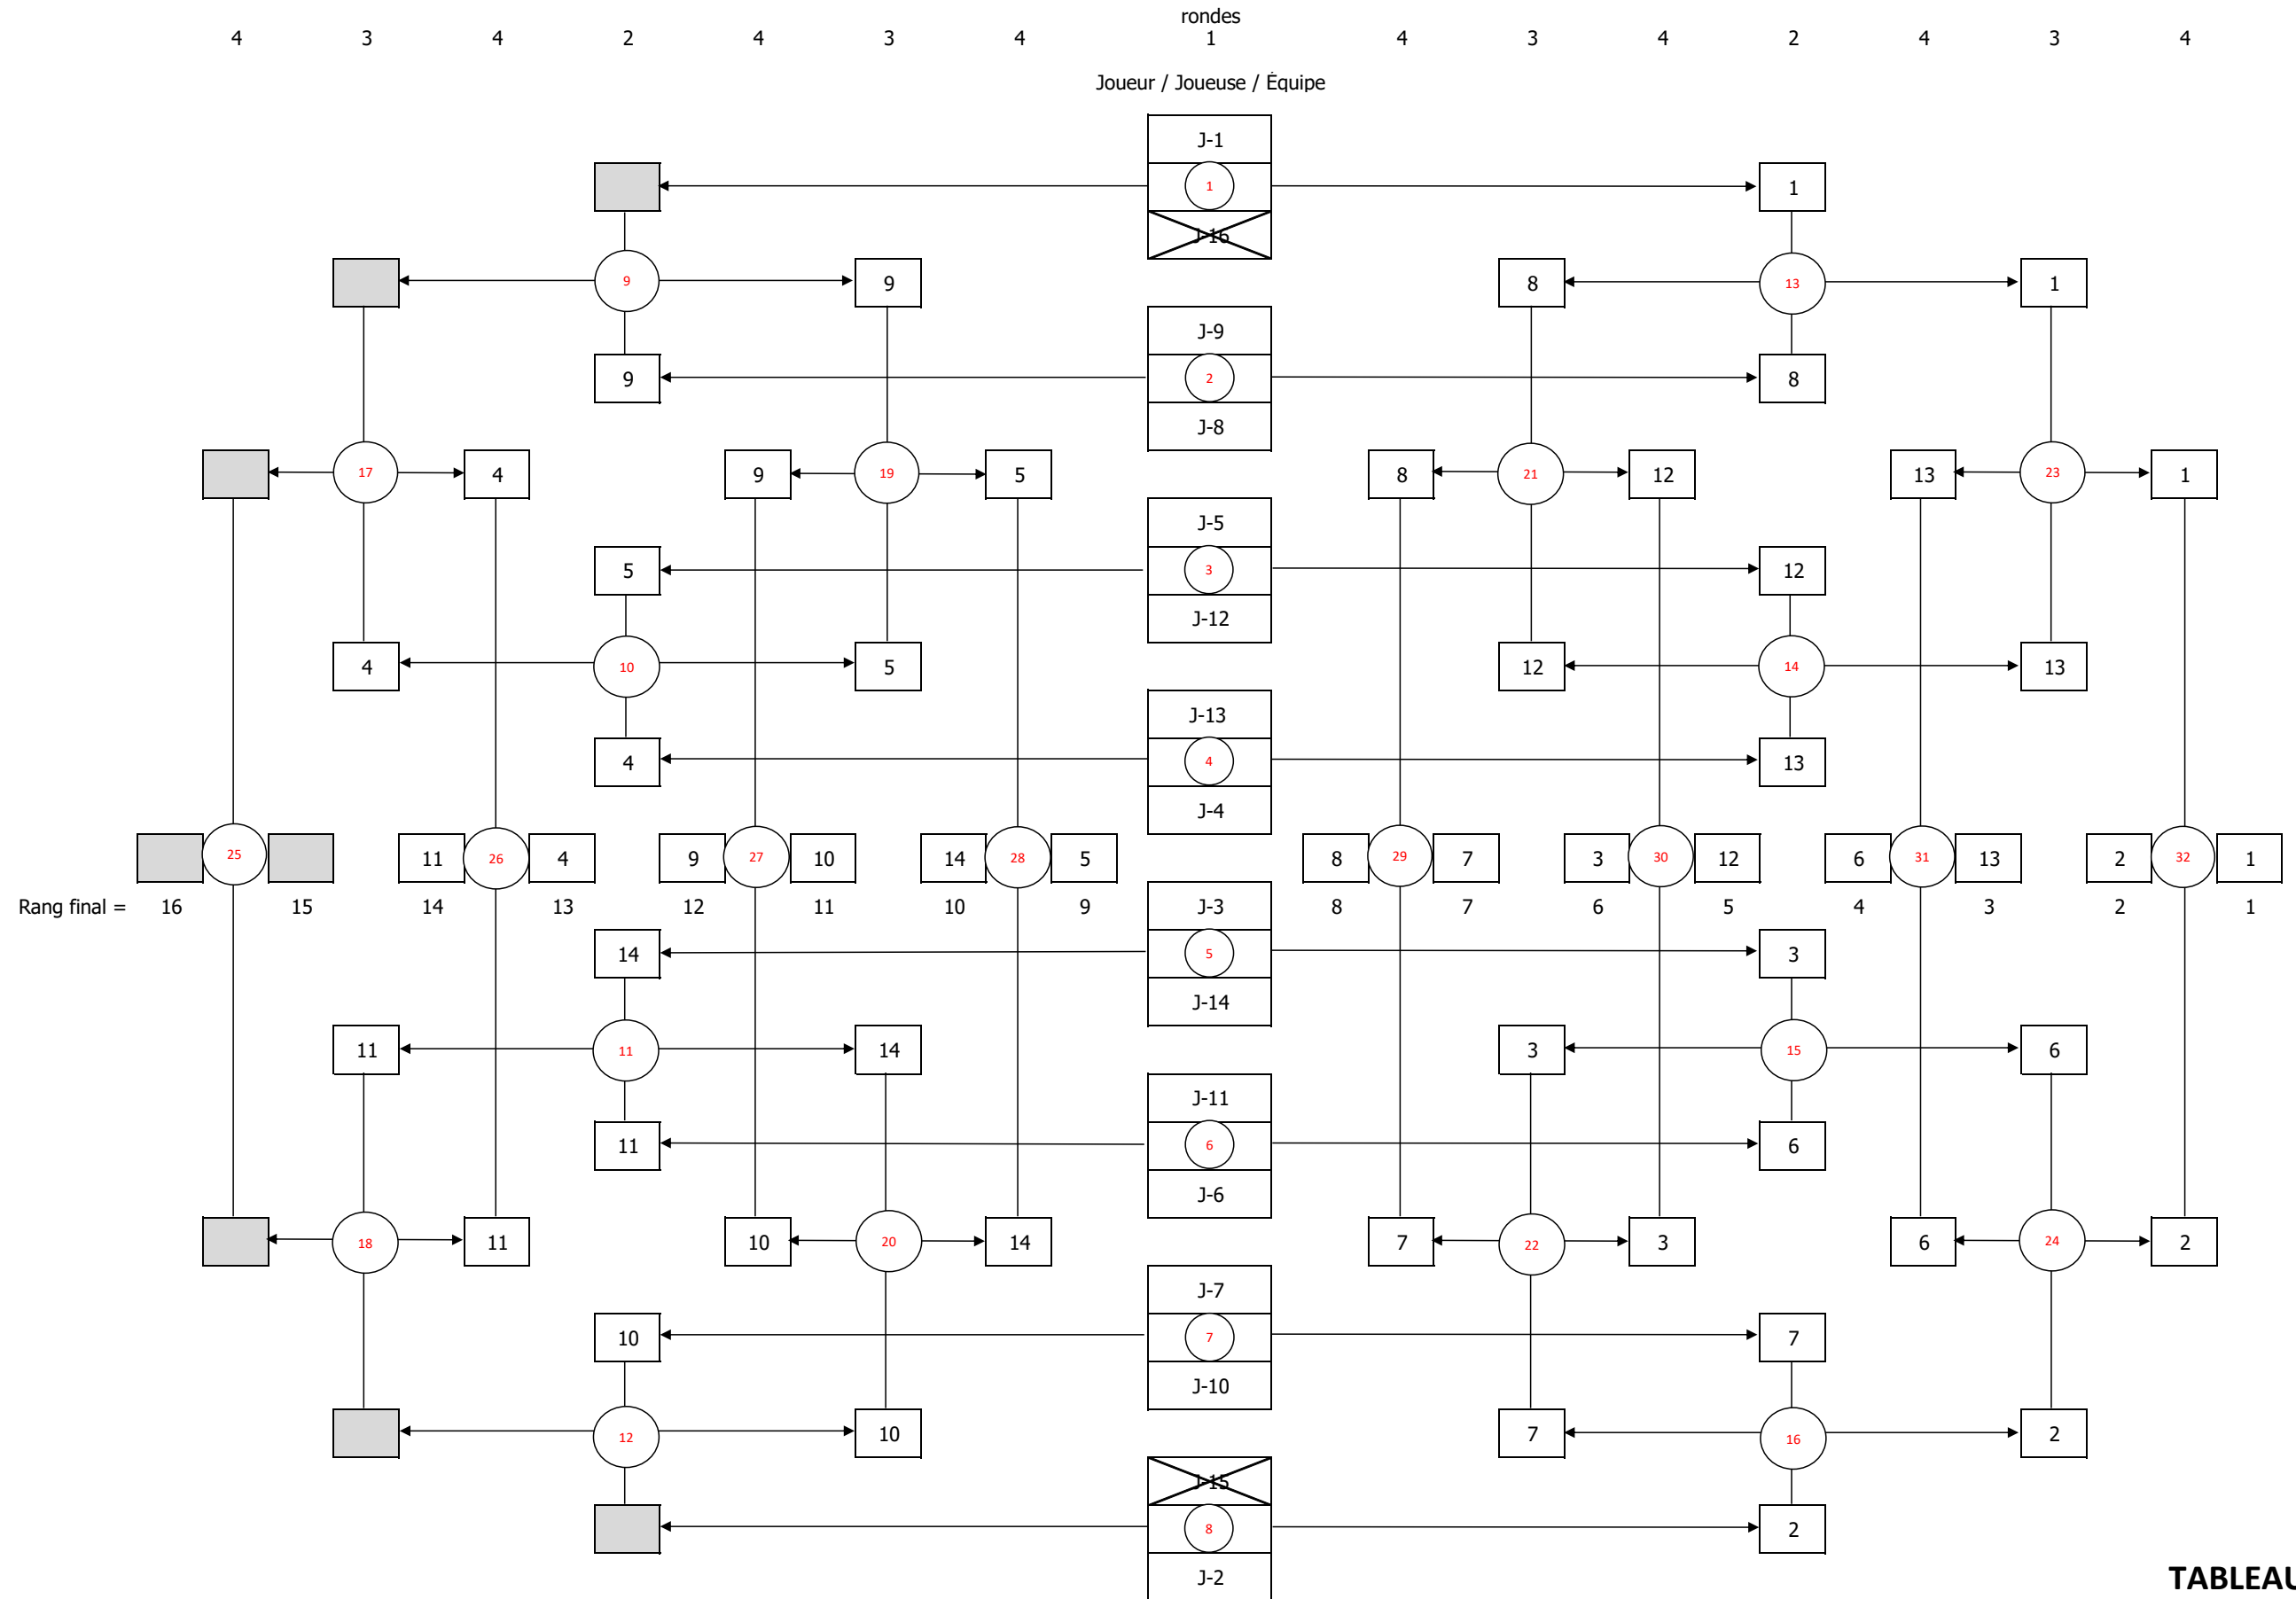 rondes
4 3 4 2 4 3 4 1 4 3 4 2 4 3 4
Joueur / Joueuse / Équipe
J-1
1 1
J-16
9 9 8 13 1
J-9
9 2 8
J-8
17 4 9 19 5 8 21 12 13 23 1
J-5
5 3 12
J-12
4 10 5 12 14 13
J-13
4 4 13
J-4
25 11 26 4 9 27 10 14 28 5 8 29 7 3 30 12 6 31 13 2 32 1
Rang final = 16 15 14 13 12 11 10 9 J-3 8 7 6 5 4 3 2 1
14 5 3
J-14
11 11 14 3 15 6
J-11
11 6 6
J-6
18 11 10 20 14 7 22 3 6 24 2
J-7
10 7 7
J-10
12 10 7 16 2
J-15
8 2
J-2
TABLEAU